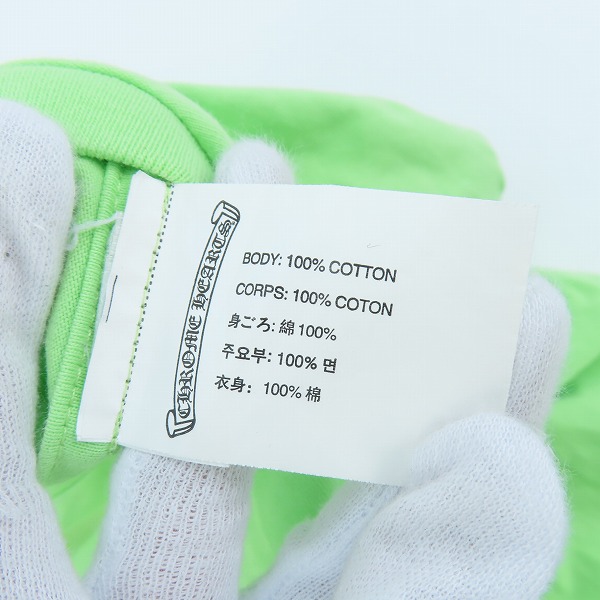 CHROME HEARTS
BODY: 100% COTTON
CORPS: 100% COTON
身ごろ: 綿 100%
주요부: 100% 면
衣身: 100% 棉